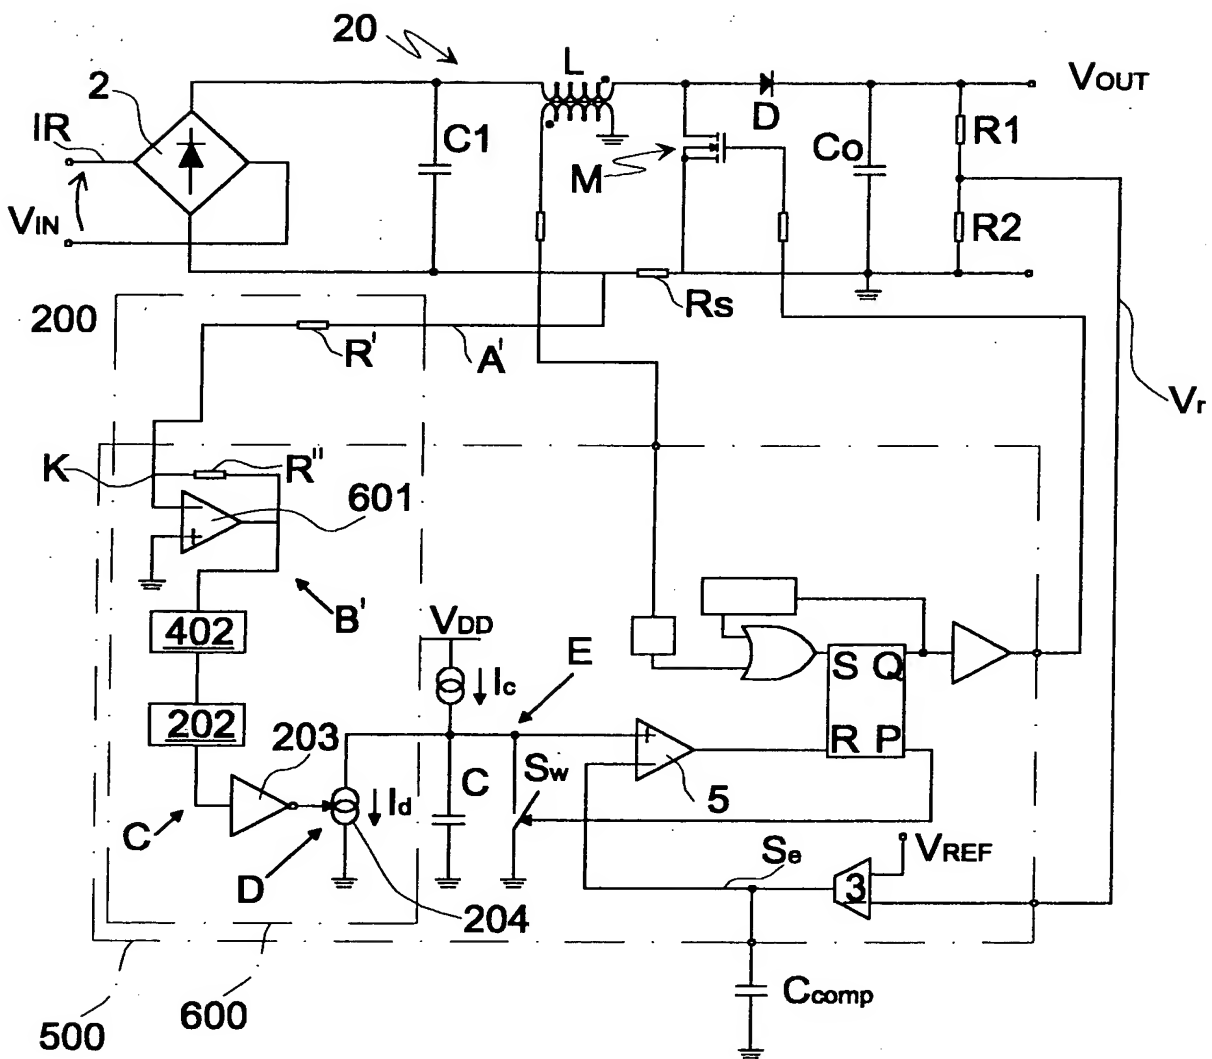 20
L
2
VOUT
IR
C1
D
R1
Co
M
VIN
R2
Rs
200
R'
A'
Vr
K
R"
601
B'
402
VDD
E
Ic
S Q
202
203
R P
Sw
5
C
Id
C
VREF
Se
D
3
204
Ccomp
600
500